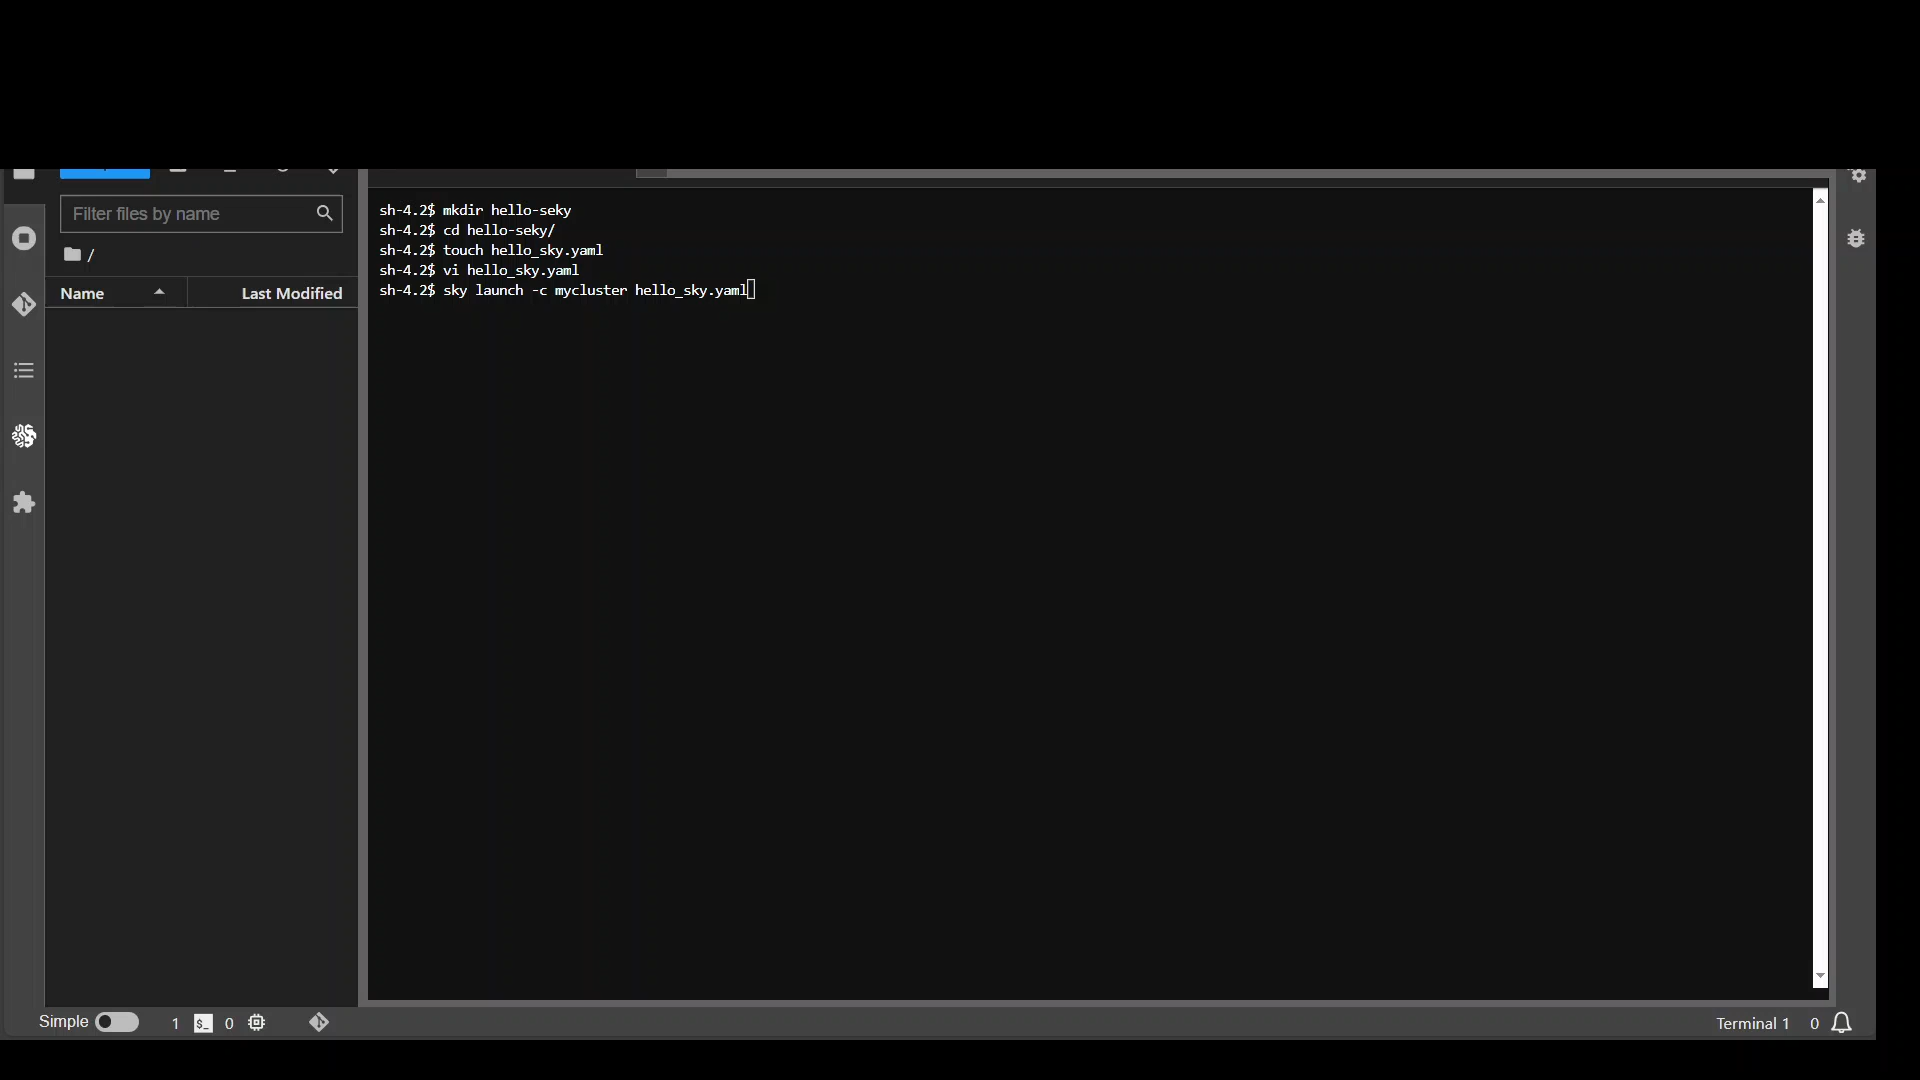 Filter files by name
/
Name
Last Modified
sh-4.2$ mkdir hello-seky
sh-4.2$ cd hello-seky/
sh-4.2$ touch hello_sky.yaml
sh-4.2$ vi hello_sky.yaml
sh-4.2$ sky launch -c mycluster hello_sky.yaml
Simple
1 $_ 0
Terminal 1 0